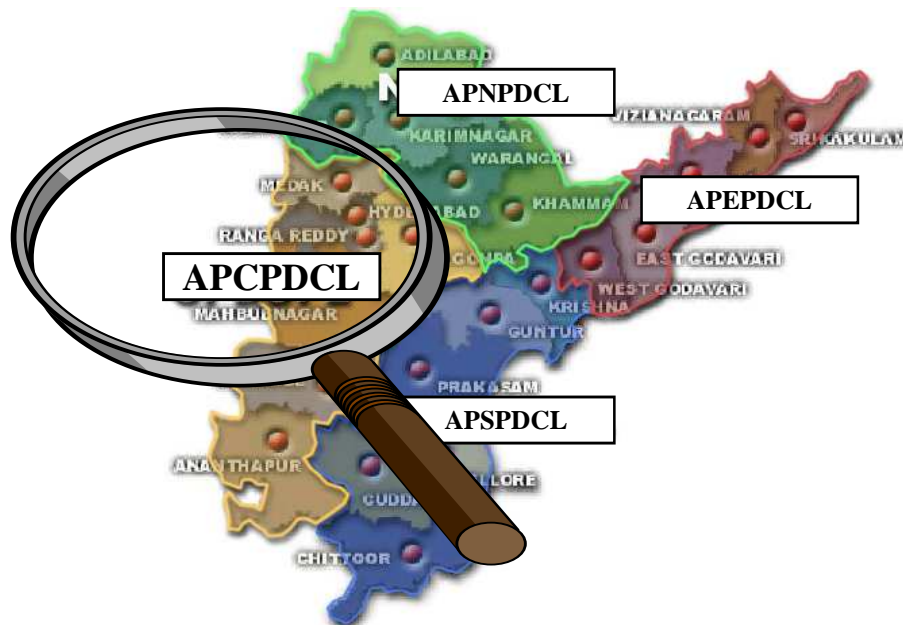 ADILABAD
N
APNPDCL
KARIMNAGAR
WARANGAL
VIZIANAGARAM
SRIKAKULAM
MEDAK
KHAMMAM
APEPDCL
RANGA REDDY
EAST GODAVARI
WEST GODAVARI
APCPDCL
KRISHNA
MAHBUBNAGAR
GUNTUR
PRAKASAM
APSPDCL
ANANTHAPUR
CHITTOOR